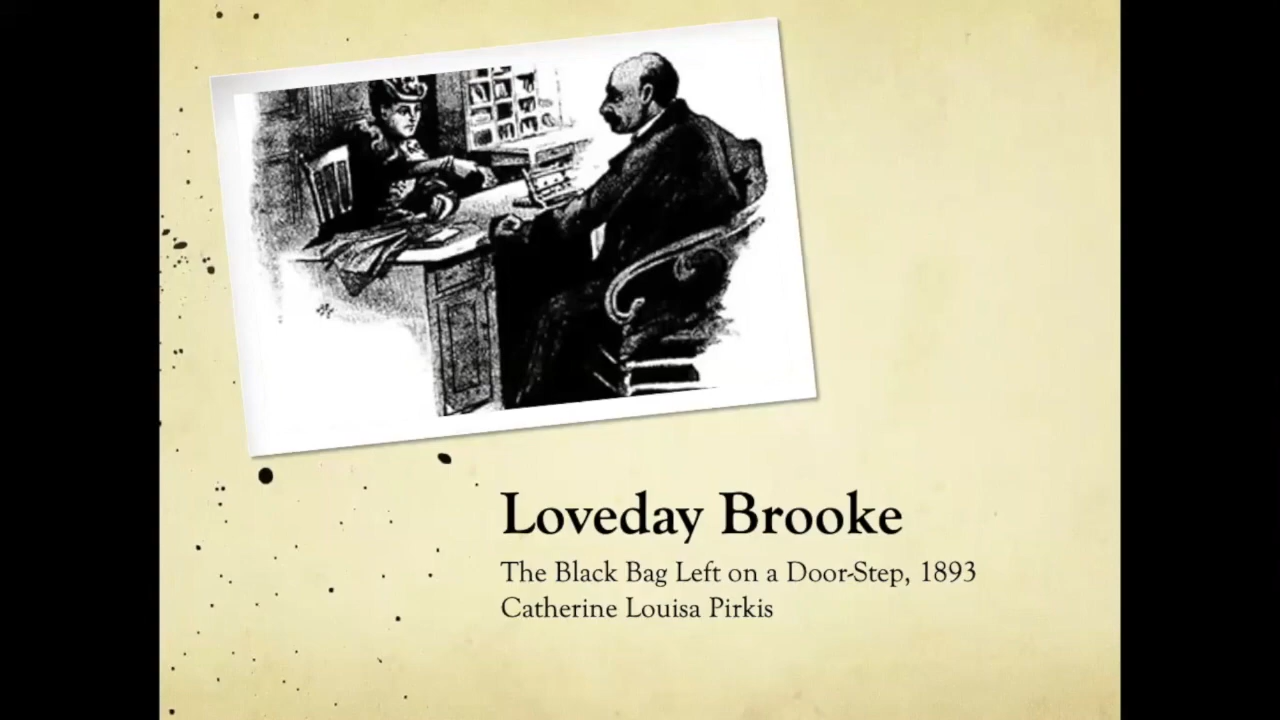 Loveday Brooke
The Black Bag Left on a Door-Step, 1893
Catherine Louisa Pirkis